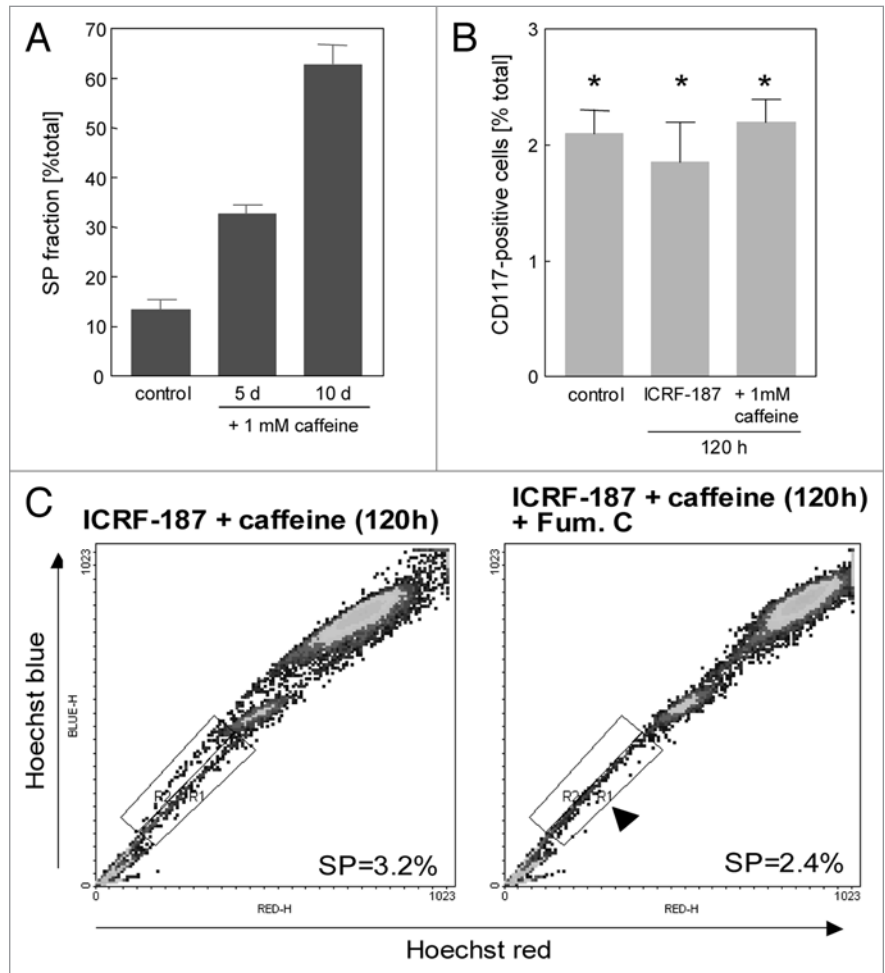 A
SP fraction [%total]
70
60
50
40
30
20
10
0
control
5 d
10 d
+ 1 mM caffeine
B
CD117-positive cells [% total]
3
2
1
0
*
*
*
control
ICRF-187
+ 1mM
caffeine
120 h
C
ICRF-187 + caffeine (120h)
Hoechst blue
1023
BLUE-H
0
R2
R1
SP=3.2%
0
RED-H
1023
ICRF-187 + caffeine (120h)
+ Fum. C
1023
0
R2
R1
SP=2.4%
0
RED-H
1023
Hoechst red